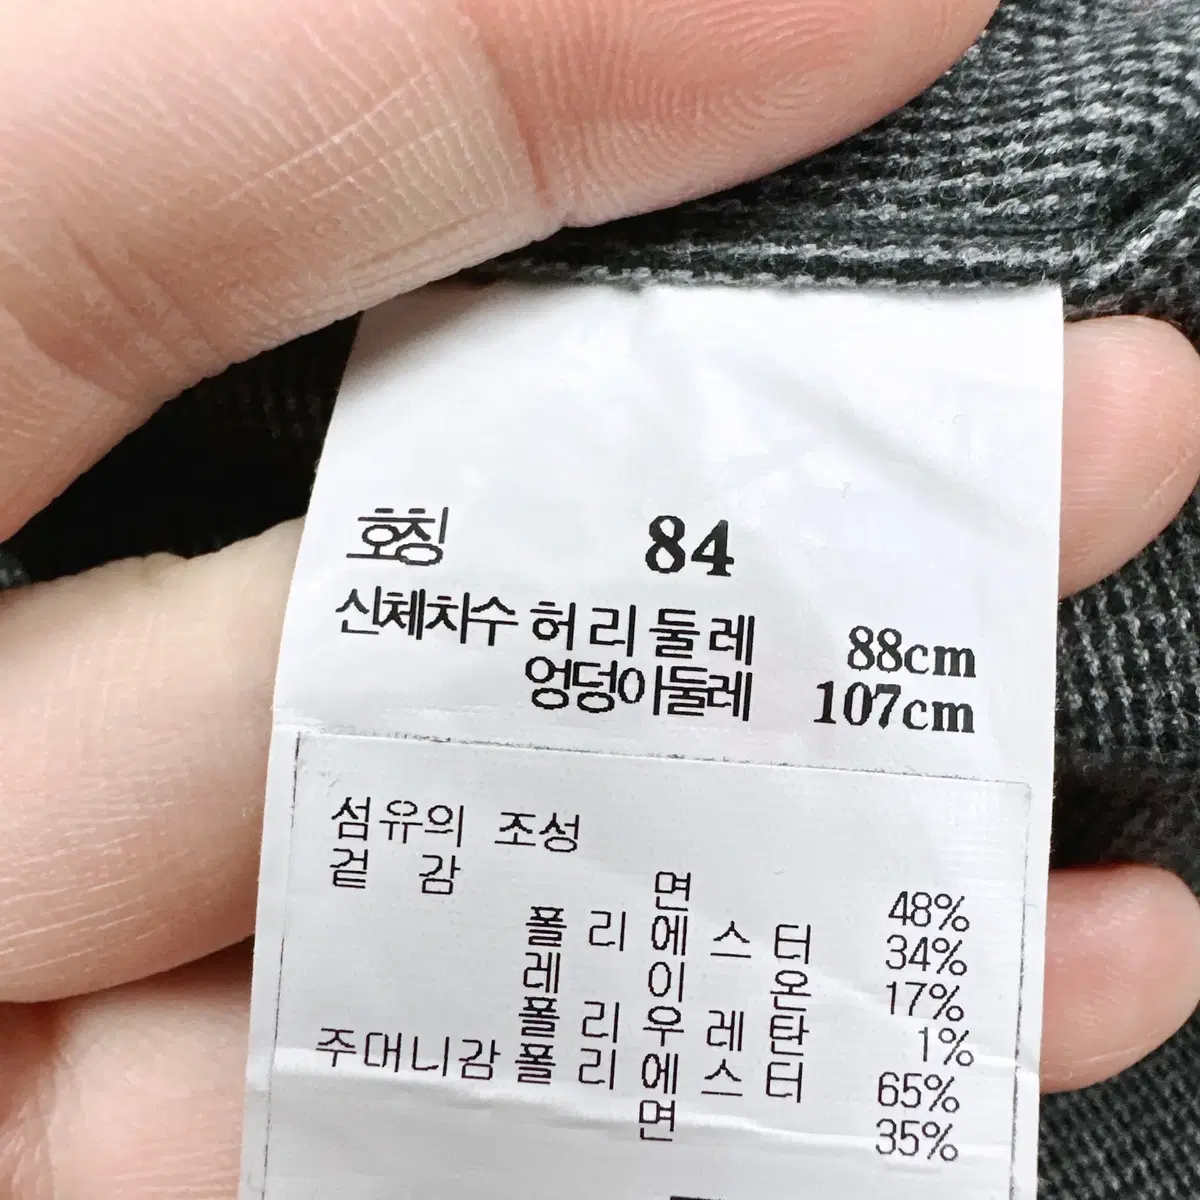 호칭 84
신체치수 허리둘레 88cm
엉덩이둘레 107cm
섬유의 조성
겉 감 면 48%
폴리에스터 34%
레이온 17%
폴리우레탄 1%
주머니감 폴리에스터 65%
면 35%